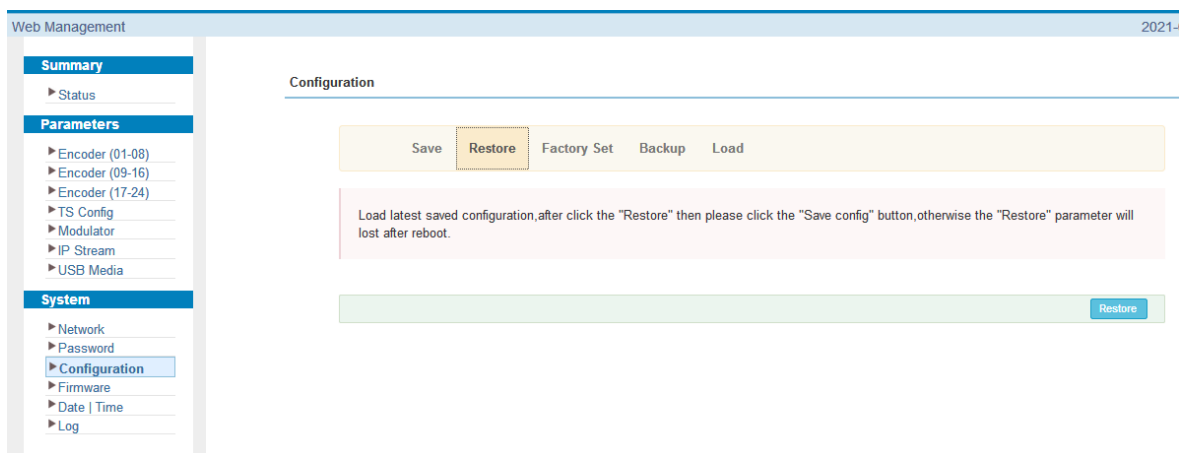 Web Management
2021-
Summary
Status
Parameters
Encoder (01-08)
Encoder (09-16)
Encoder (17-24)
TS Config
Modulator
IP Stream
USB Media
System
Network
Password
Configuration
Firmware
Date | Time
Log
Configuration
Save Restore Factory Set Backup Load
Load latest saved configuration,after click the "Restore" then please click the "Save config" button,otherwise the "Restore" parameter will
lost after reboot.
Restore